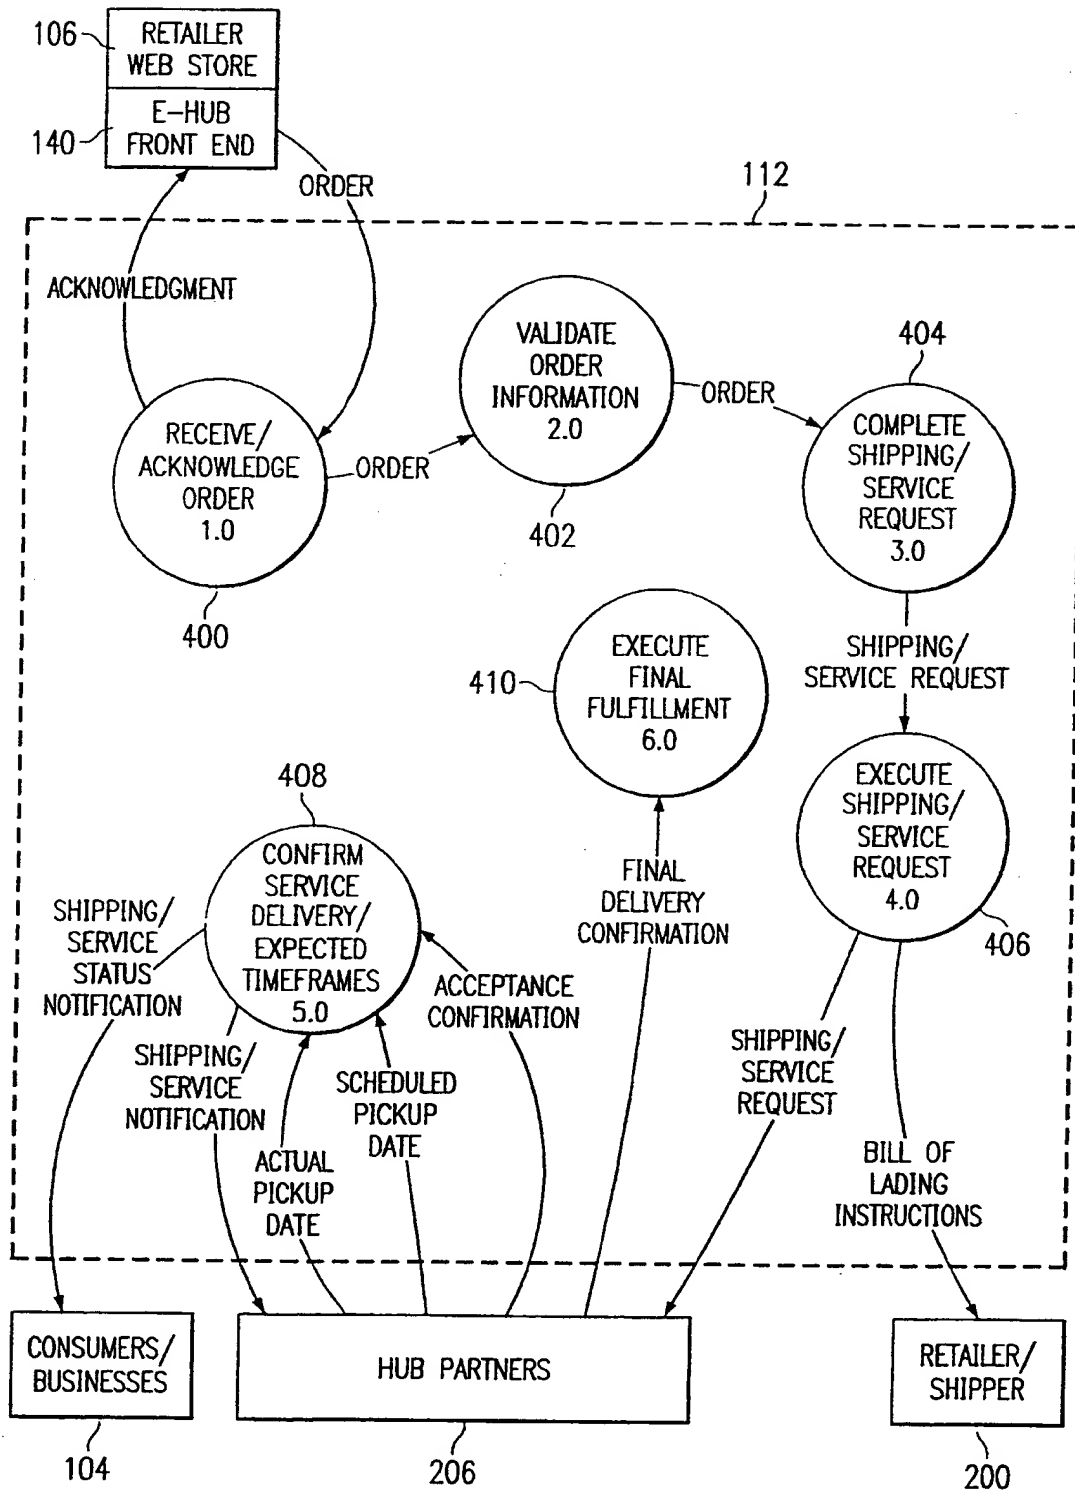 106
RETAILER
WEB STORE
140
E-HUB
FRONT END
ORDER
112
ACKNOWLEDGMENT
VALIDATE
ORDER
INFORMATION
2.0
402
ORDER
404
COMPLETE
SHIPPING/
SERVICE
REQUEST
3.0
RECEIVE/
ACKNOWLEDGE
ORDER
1.0
400
ORDER
SHIPPING/
SERVICE REQUEST
410
EXECUTE
FINAL
FULFILLMENT
6.0
EXECUTE
SHIPPING/
SERVICE
REQUEST
4.0
406
408
CONFIRM
SERVICE
DELIVERY/
EXPECTED
TIMEFRAMES
5.0
FINAL
DELIVERY
CONFIRMATION
SHIPPING/
SERVICE
STATUS
NOTIFICATION
ACCEPTANCE
CONFIRMATION
SHIPPING/
SERVICE
NOTIFICATION
SCHEDULED
PICKUP
DATE
ACTUAL
PICKUP
DATE
SHIPPING/
SERVICE
REQUEST
BILL OF
LADING
INSTRUCTIONS
CONSUMERS/
BUSINESSES
104
HUB PARTNERS
206
RETAILER/
SHIPPER
200